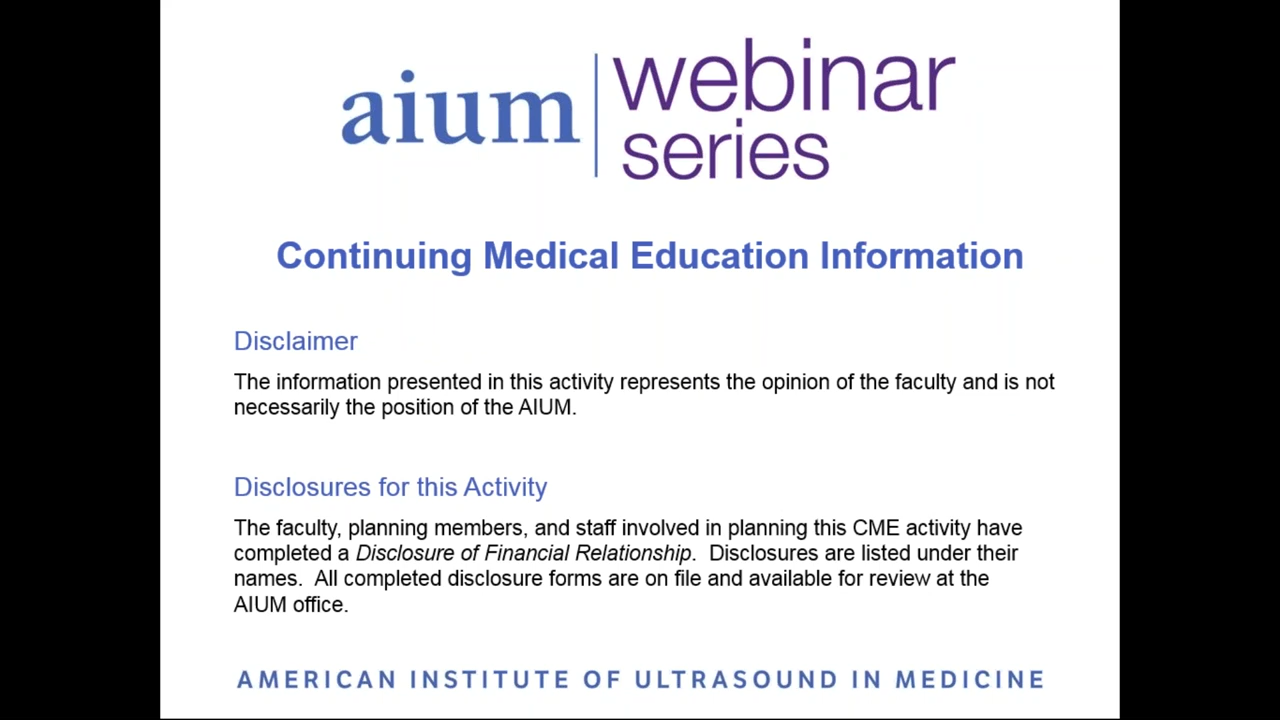 aium webinar
series
Continuing Medical Education Information
Disclaimer
The information presented in this activity represents the opinion of the faculty and is not
necessarily the position of the AIUM.
Disclosures for this Activity
The faculty, planning members, and staff involved in planning this CME activity have
completed a Disclosure of Financial Relationship.  Disclosures are listed under their
names.  All completed disclosure forms are on file and available for review at the
AIUM office.
AMERICAN INSTITUTE OF ULTRASOUND IN MEDICINE